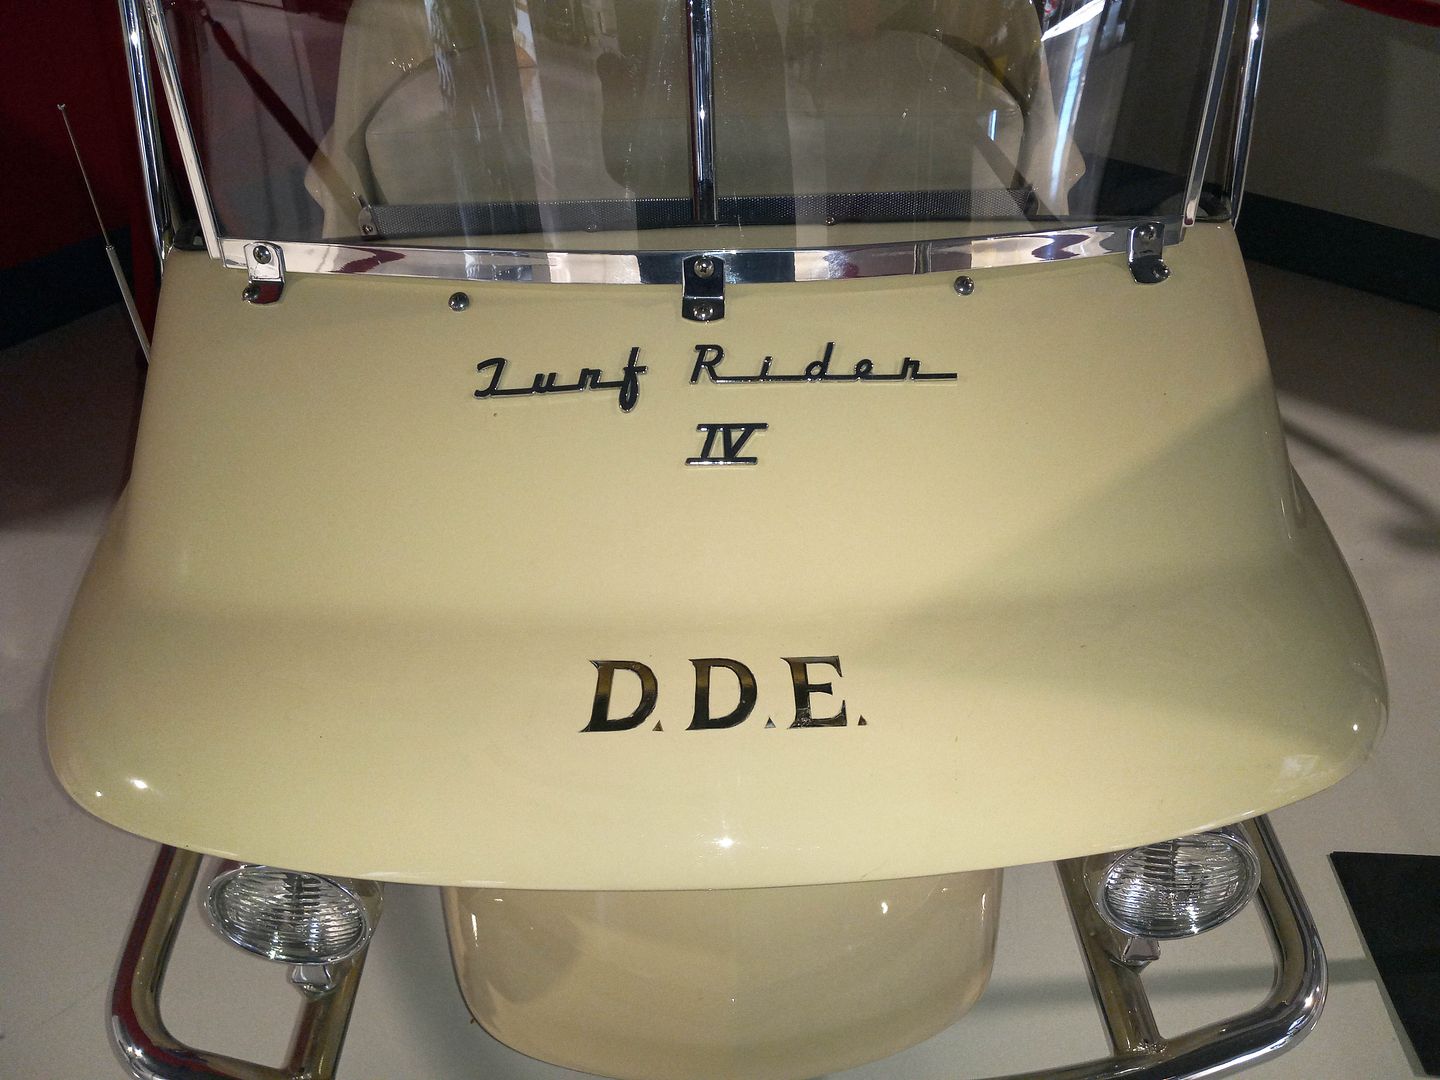 Turf Rider
IV
D.D.E.